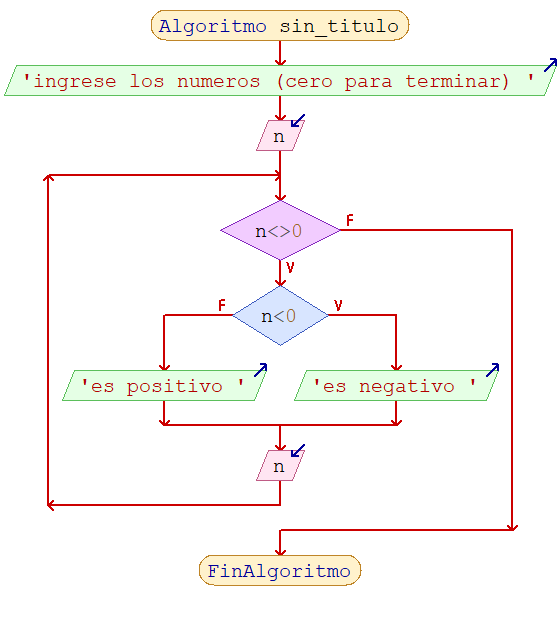 Algoritmo sin_titulo
'ingrese los numeros (cero para terminar) '
n
n<>0
F
V
n<0
F
V
'es positivo '
'es negativo '
n
FinAlgoritmo